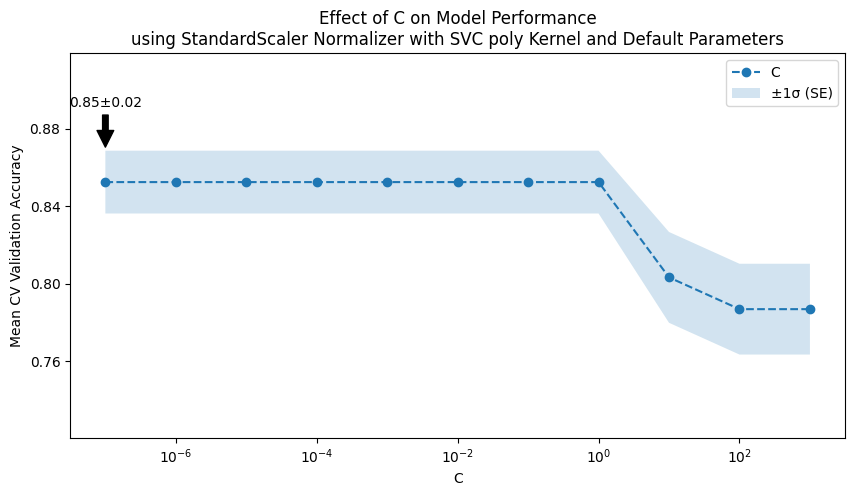 Effect of C on Model Performance
using StandardScaler Normalizer with SVC poly Kernel and Default Parameters
C
±1σ (SE)
0.85±0.02
0.88
0.84
0.80
0.76
Mean CV Validation Accuracy
10⁻⁶
10⁻⁴
10⁻²
10⁰
10²
C